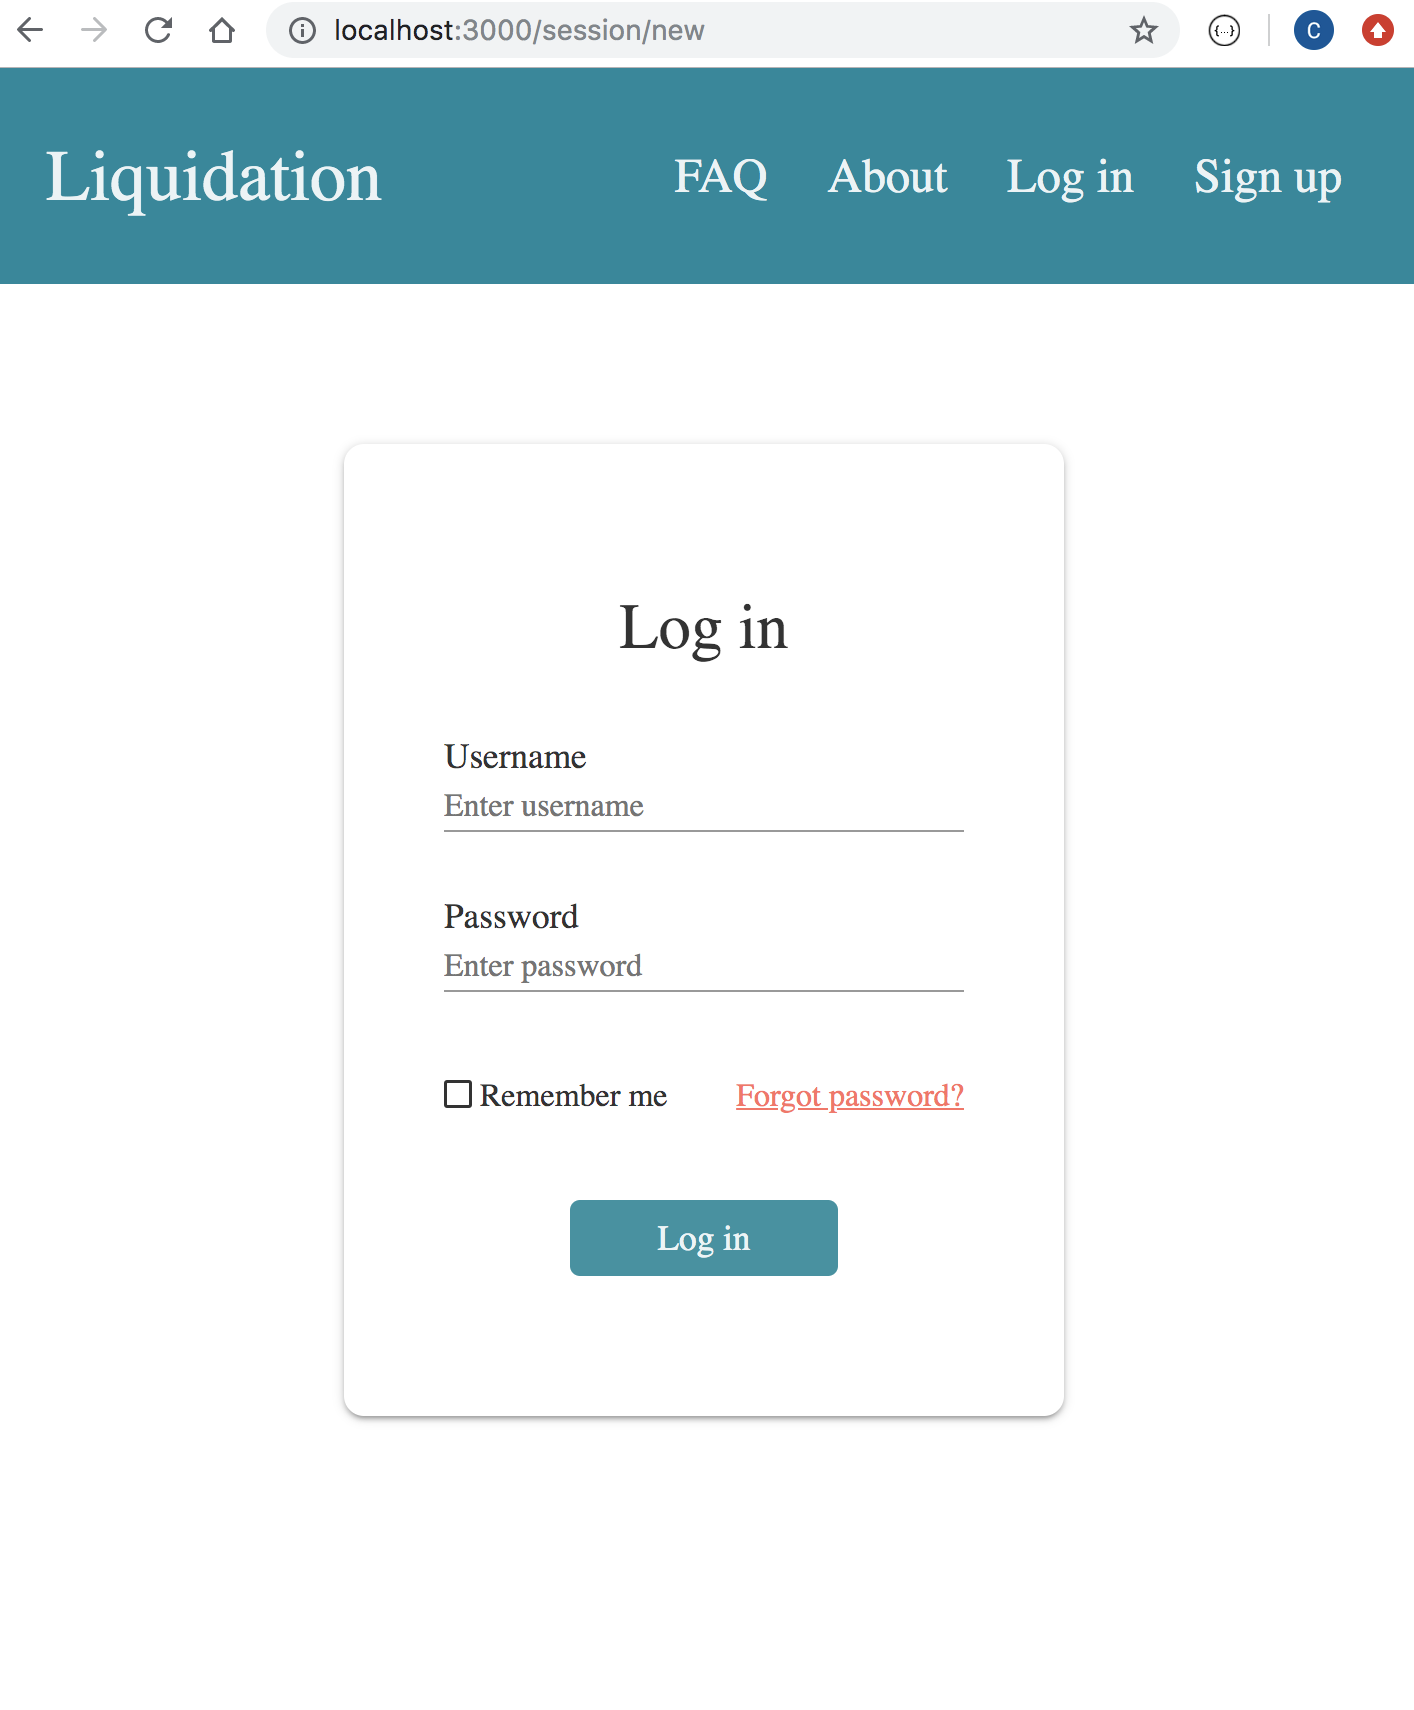 localhost:3000/session/new
{...}
C
Liquidation
FAQ About Log in Sign up
Log in
Username
Enter username
Password
Enter password
Remember me Forgot password?
Log in